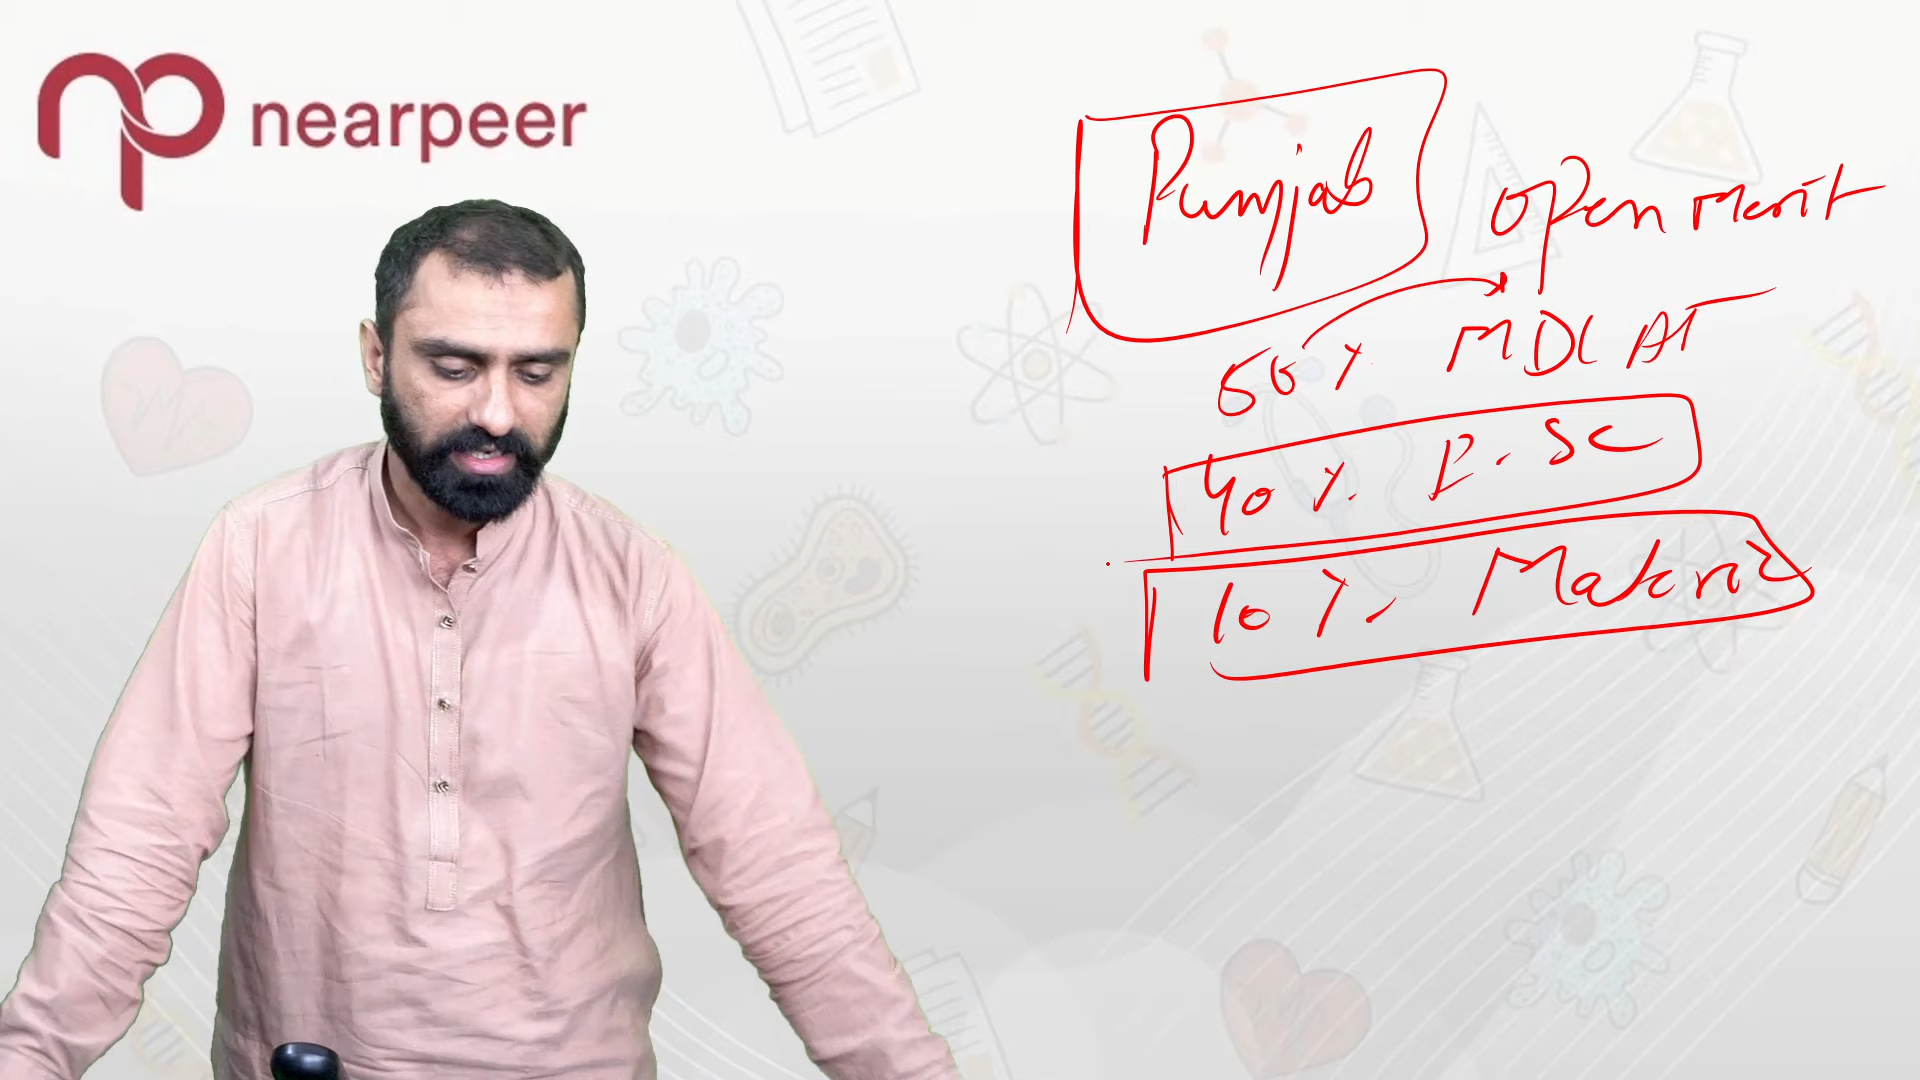 nearpeer
Punjab
open merit
50 % MDCAT
40 %. F.Sc
10 %. Matric